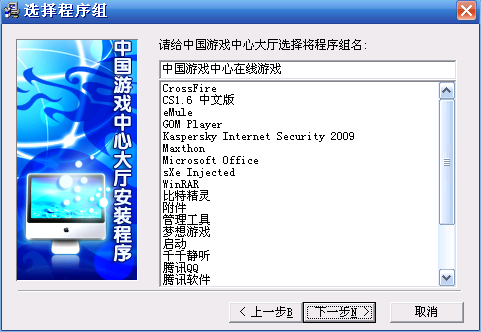 选择程序组
中国游戏中心大厅安装程序
请给中国游戏中心大厅选择将程序组名:
中国游戏中心在线游戏
CrossFire
CS1.6 中文版
eMule
GOM Player
Kaspersky Internet Security 2009
Maxthon
Microsoft Office
sXe Injected
WinRAR
比特精灵
附件
管理工具
梦想游戏
启动
千千静听
腾讯QQ
腾讯软件
< 上一步B
下一步N >
取消